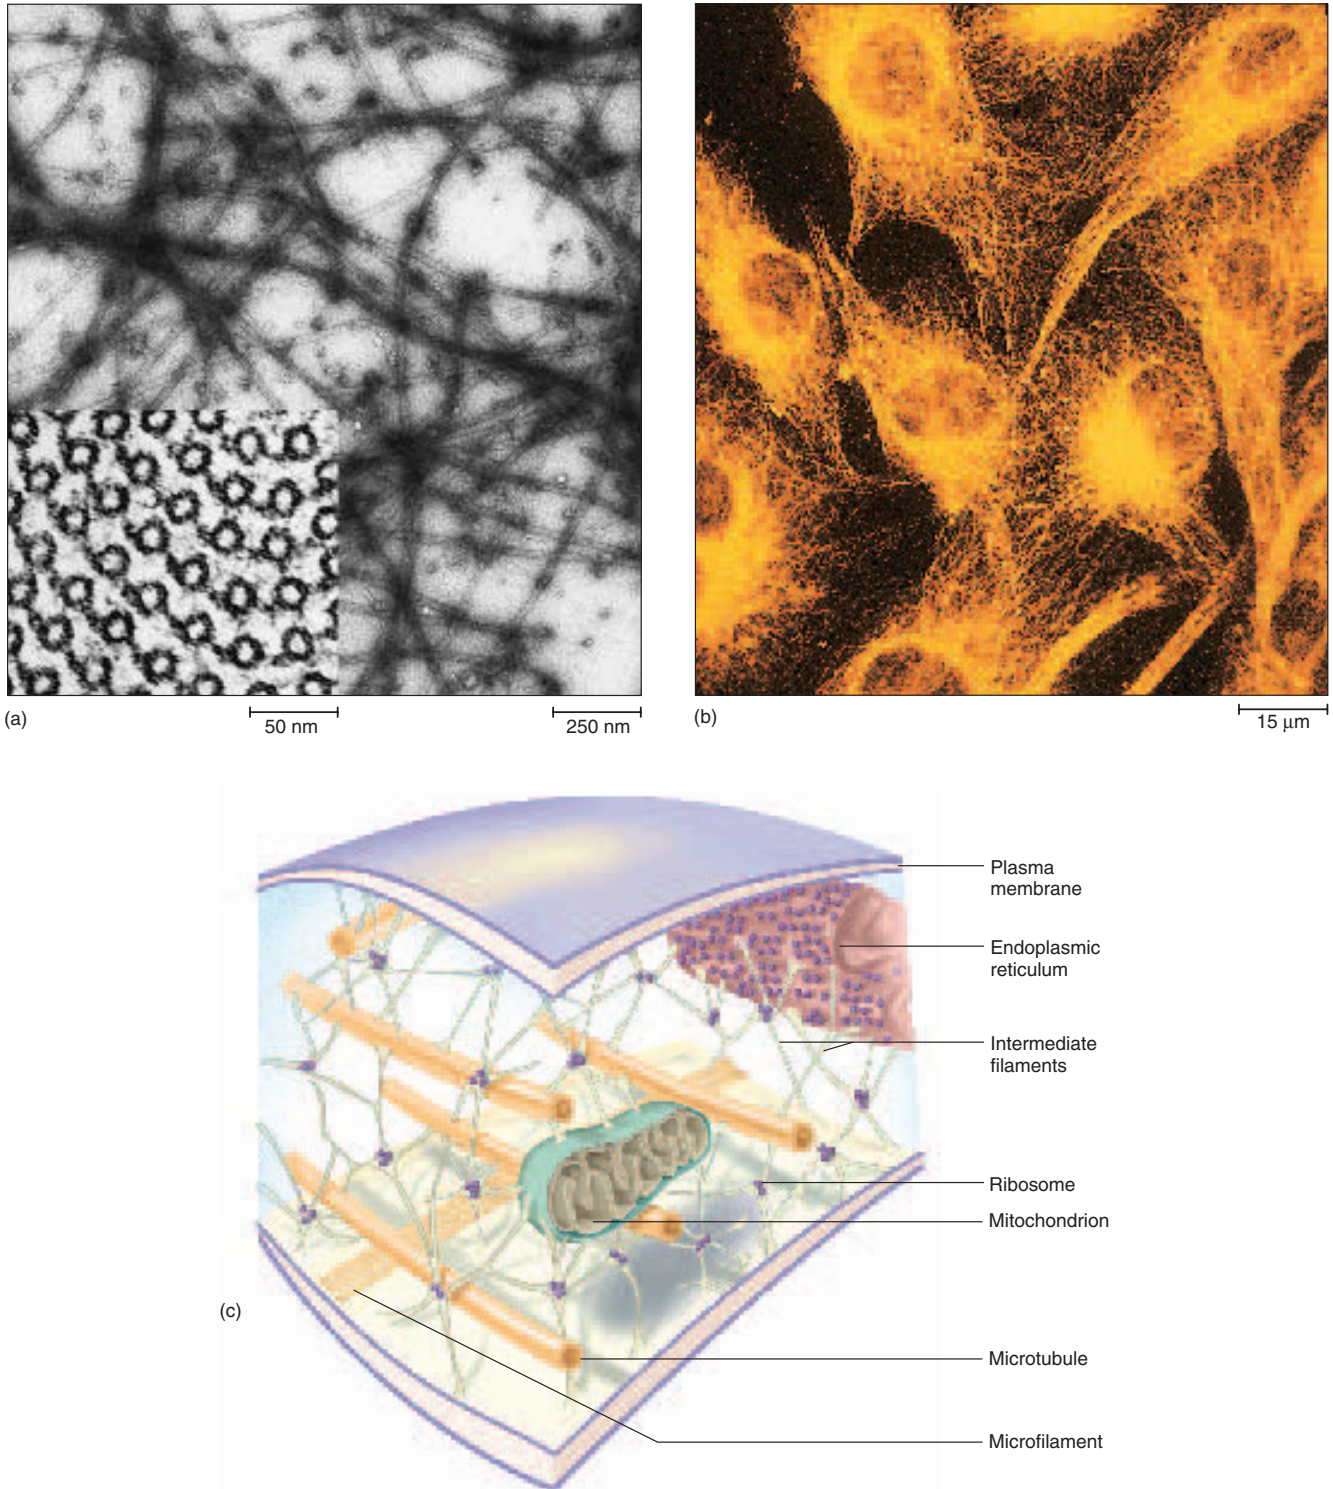 (a)
50 nm
250 nm
(b)
15 μm
Plasma
membrane
Endoplasmic
reticulum
Intermediate
filaments
Ribosome
Mitochondrion
(c)
Microtubule
Microfilament